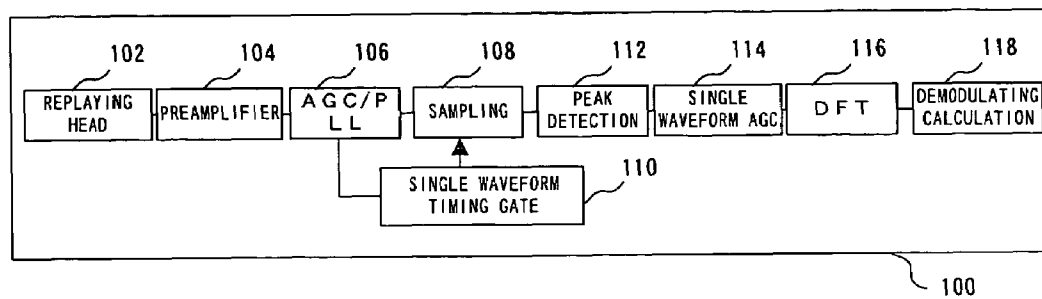 102
104
106
108
112
114
116
118
REPLAYING
HEAD
PREAMPLIFIER
AGC/P
LL
SAMPLING
PEAK
DETECTION
SINGLE
WAVEFORM AGC
DFT
DEMODULATING
CALCULATION
SINGLE WAVEFORM
TIMING GATE
110
100